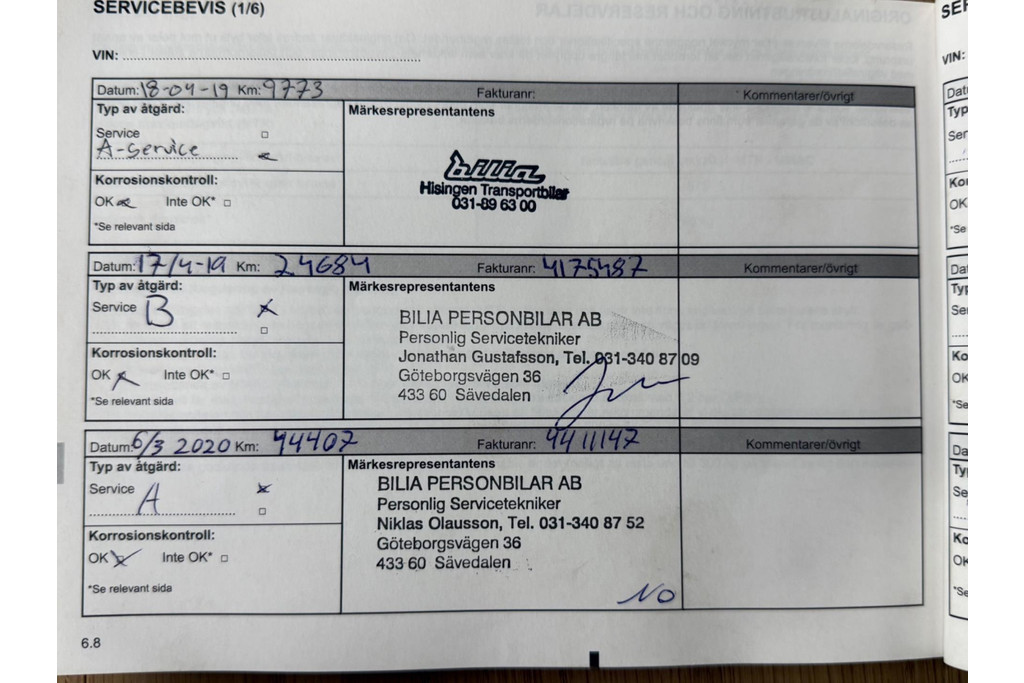 SERVICEBEVIS (1/6)
VIN:
Datum: 18-04-19 Km: 9773 Fakturanr: Kommentarer/övrigt
Typ av åtgärd: Märkesrepresentantens
Service
A-service
bilia
Hisingen Transportbilar
031-89 63 00
Korrosionskontroll:
OK Inte OK*
*Se relevant sida
Datum: 17/4-19 Km: 24684 Fakturanr: 4175487 Kommentarer/övrigt
Typ av åtgärd: Märkesrepresentantens
Service B
BILIA PERSONBILAR AB
Personlig Servicetekniker
Jonathan Gustafsson, Tel. 031-340 87 09
Göteborgsvägen 36
433 60 Sävedalen
Korrosionskontroll:
OK Inte OK*
*Se relevant sida
Datum: 6/3 2020 Km: 44407 Fakturanr: 4411147 Kommentarer/övrigt
Typ av åtgärd: Märkesrepresentantens
Service A
BILIA PERSONBILAR AB
Personlig Servicetekniker
Niklas Olausson, Tel. 031-340 87 52
Göteborgsvägen 36
433 60 Sävedalen
Korrosionskontroll:
OK Inte OK*
*Se relevant sida
NO
6.8
VIN: